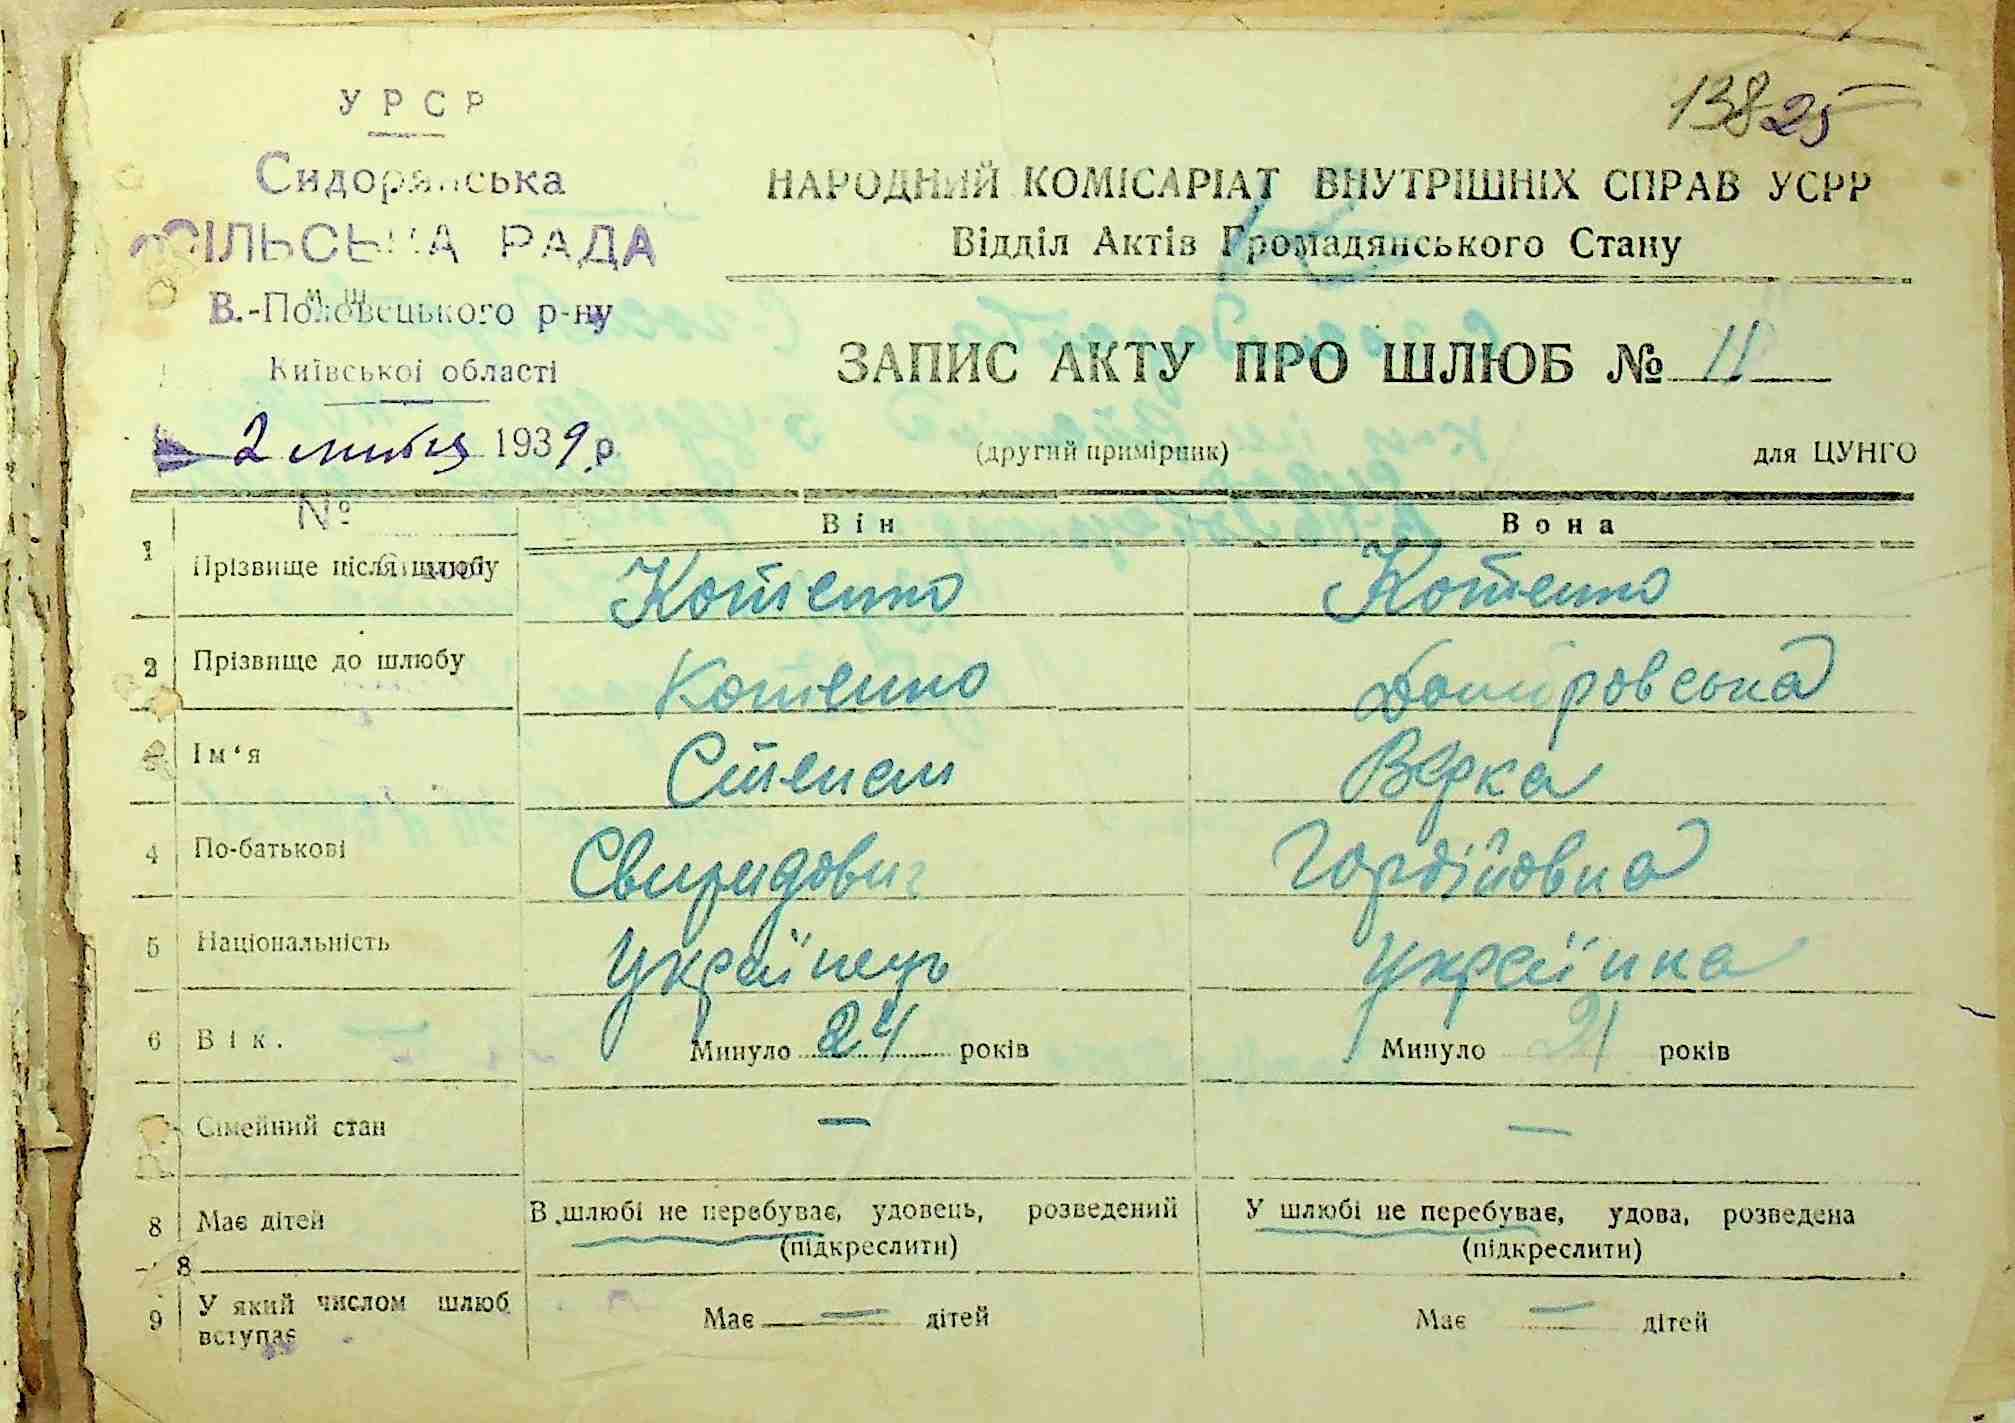 13825
УРСР
Сидорянська
СІЛЬСЬКА РАДА
В.-Половецького р-ну
Київської області
2 липня 1939 р.
НАРОДНИЙ КОМІСАРІАТ ВНУТРІШНІХ СПРАВ УСРР
Відділ Актів Громадянського Стану
ЗАПИС АКТУ ПРО ШЛЮБ № 11
(другий примірник) для ЦУНГО
№
Він Вона
1 Прізвище після шлюбу Котенко Котенко
2 Прізвище до шлюбу Котенко
Ім‘я Степан Вєрка
4 По-батькові Свиридович Гордіївна
5 Національність Українець Українка
6 Вік. Минуло 24 років Минуло 21 років
Сімейний стан — —
8 Має дітей В шлюбі не перебуває, удовець, розведений У шлюбі не перебуває, удова, розведена
(підкреслити) (підкреслити)
8
9 У який числом шлюб Має — дітей Має — дітей
вступає